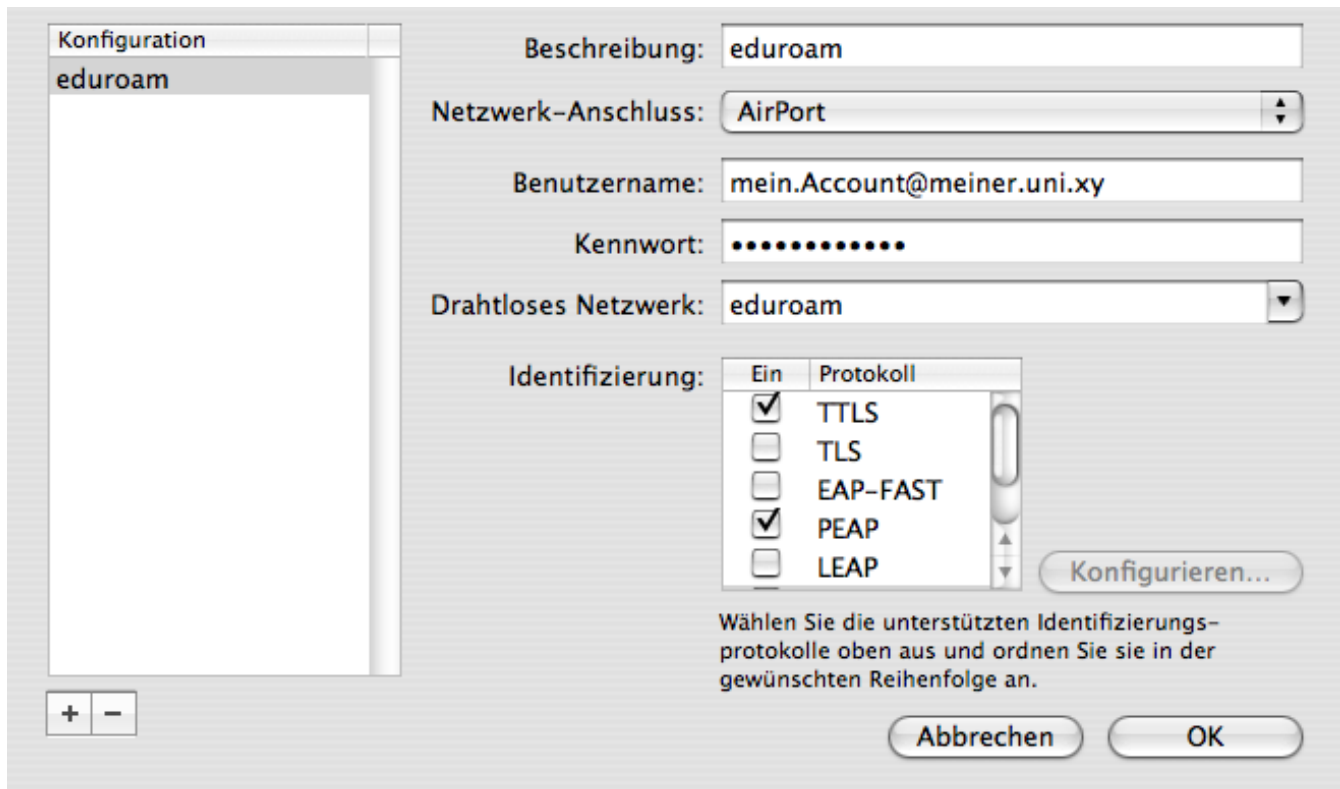 Konfiguration
eduroam
Beschreibung: eduroam
Netzwerk-Anschluss: AirPort
Benutzername: mein.Account@meiner.uni.xy
Kennwort: ••••••••••••
Drahtloses Netzwerk: eduroam
Identifizierung:
Ein Protokoll
TTLS
TLS
EAP-FAST
PEAP
LEAP
Konfigurieren...
Wählen Sie die unterstützten Identifizierungs-
protokolle oben aus und ordnen Sie sie in der
gewünschten Reihenfolge an.
+ −
Abbrechen OK